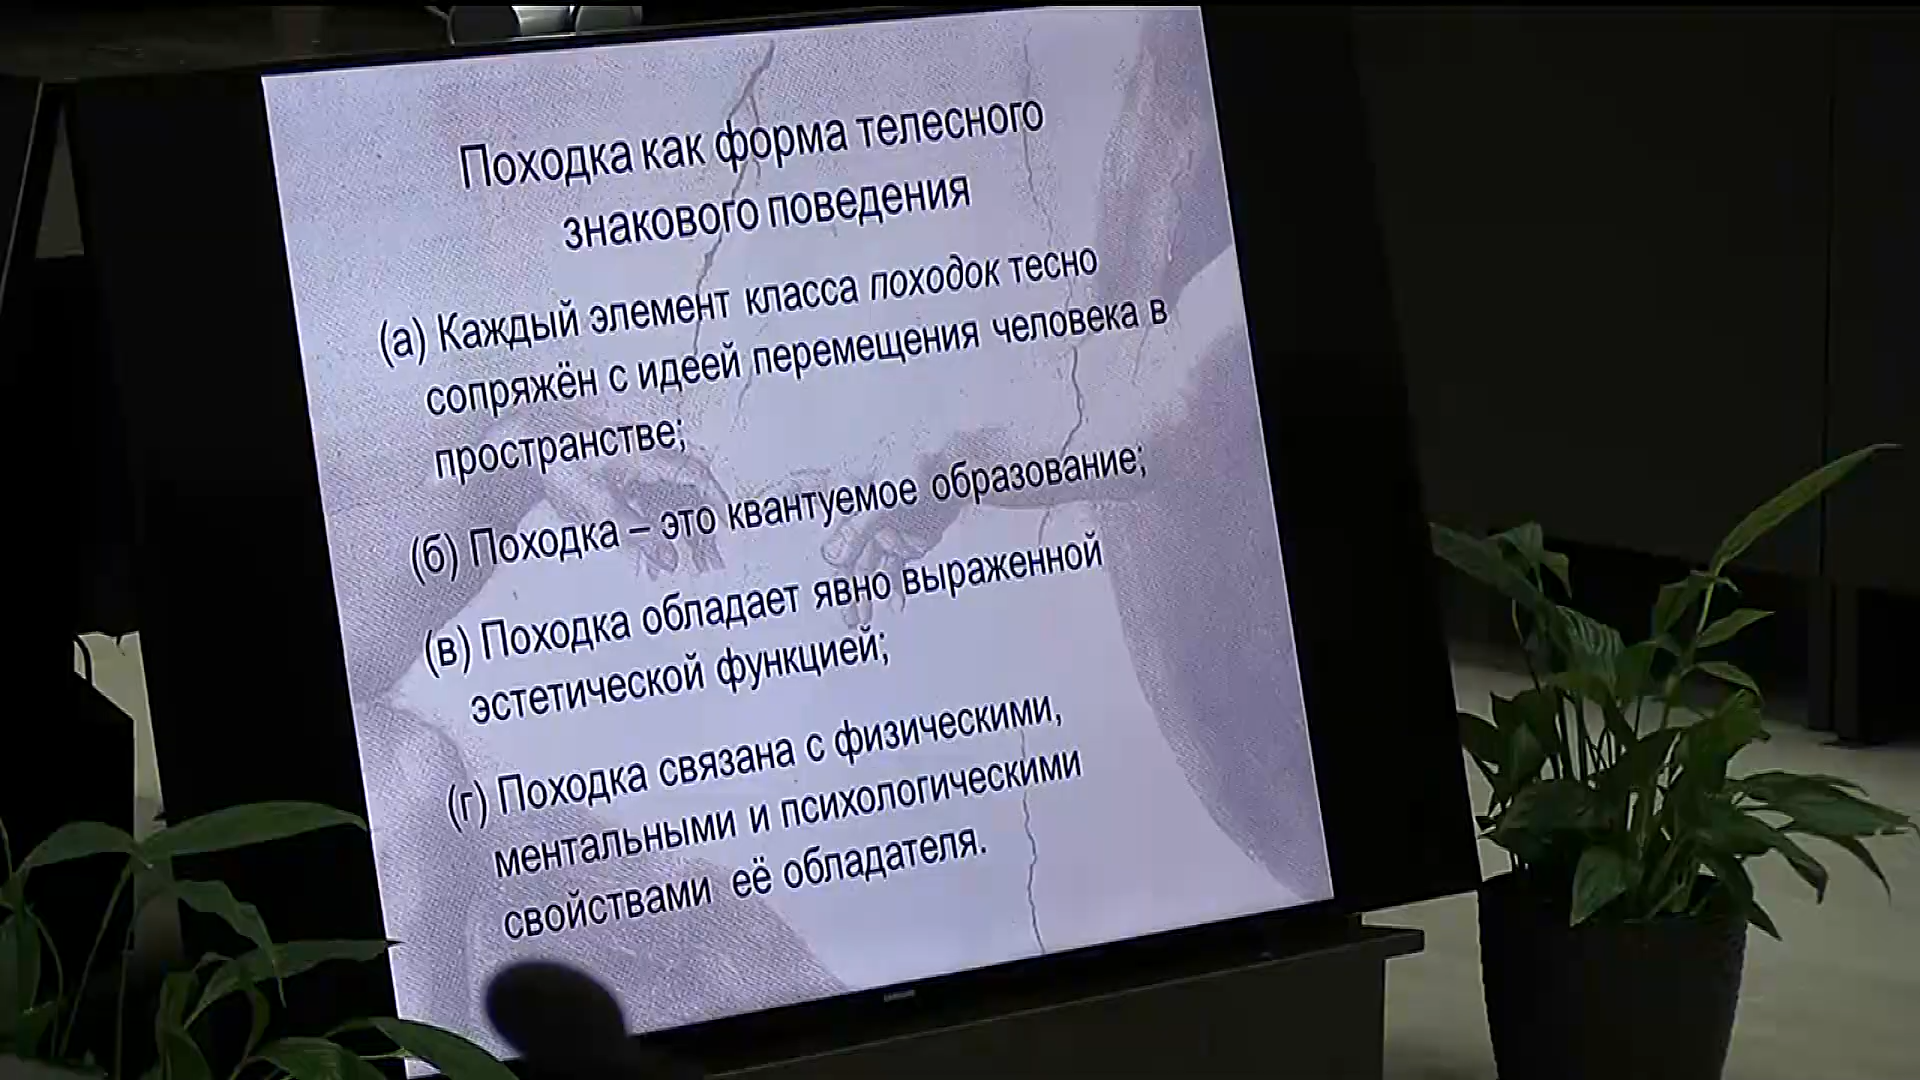 Походка как форма телесного
знакового поведения
(а) Каждый элемент класса походок тесно
сопряжён с идеей перемещения человека в
пространстве;
(б) Походка – это квантуемое образование;
(в) Походка обладает явно выраженной
эстетической функцией;
(г) Походка связана с физическими,
ментальными и психологическими
свойствами её обладателя.